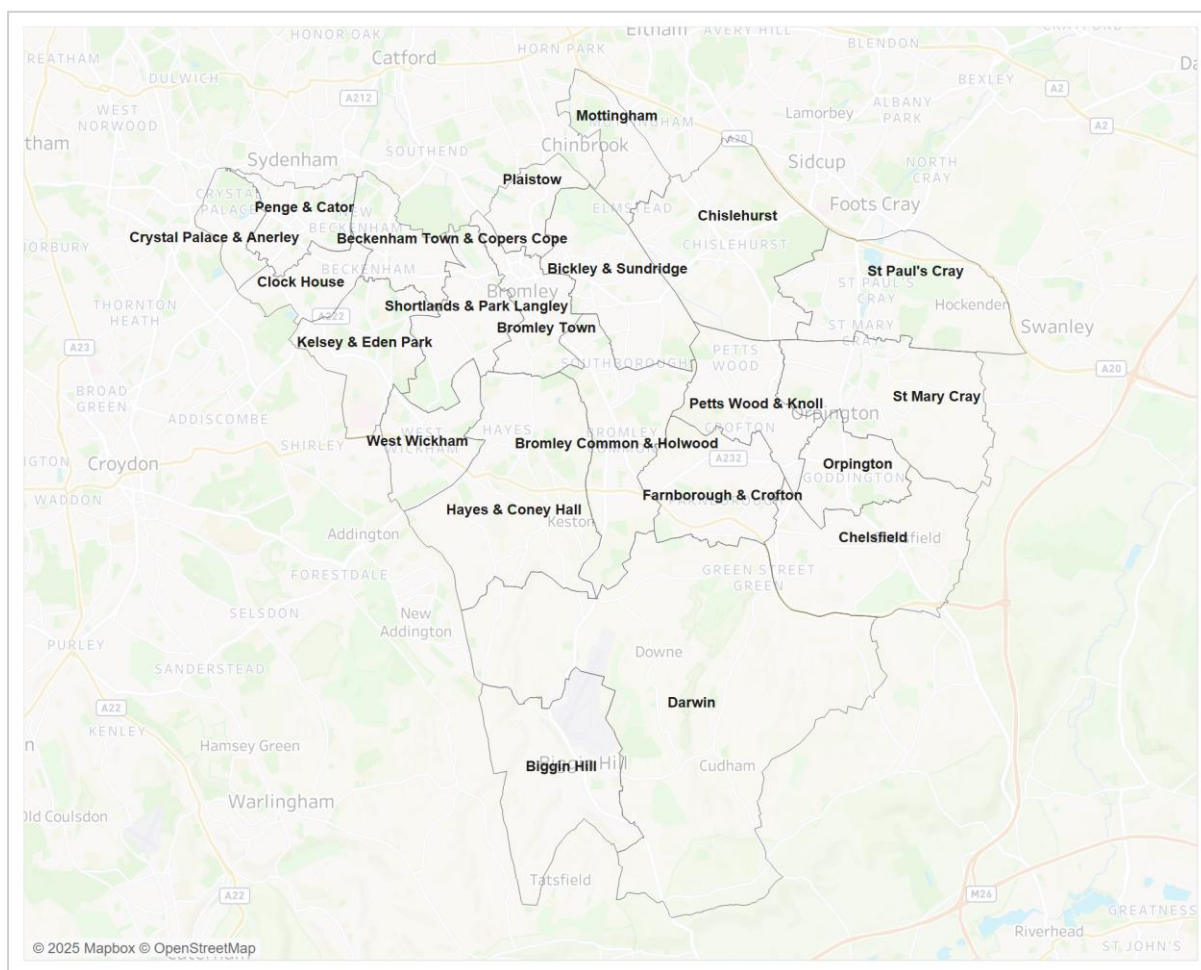 HONOR OAK
Catford
HORN PARK
Eltham
AVERY HILL
BLENDON
DULWICH
A212
BEXLEY
WEST
NORWOOD
Mottingham
Lamorbey
ALBANY
PARK
A2
A2
A20
tham
Sydenham
SOUTHEND
Chinbrook
Sidcup
NORTH
CRAY
Plaistow
Penge & Cator
ELMSTEAD
Chislehurst
Foots Cray
Crystal Palace & Anerley
Beckenham Town & Copers Cope
CHISLEHURST
BECKENHAM
Bickley & Sundridge
St Paul's Cray
Clock House
ST PAUL'S
CRAY
THORNTON
HEATH
Bromley
Shortlands & Park Langley
Hockenden
A222
Bromley Town
ST MARY
CRAY
Swanley
Kelsey & Eden Park
A23
SOUTHBOROUGH
PETTS
WOOD
A20
BROAD
GREEN
ADDISCOMBE
Petts Wood & Knoll
St Mary Cray
Orpington
WEST
WICKHAM
HAYES
CROFTON
SHIRLEY
West Wickham
Bromley Common & Holwood
Croydon
A232
Orpington
GODDINGTON
WADDON
Farnborough & Crofton
Hayes & Coney Hall
Keston
Addington
Chelsfield
FORESTDALE
GREEN STREET
GREEN
SELSDON
New
Addington
PURLEY
Downe
SANDERSTEAD
Darwin
A22
KENLEY
Hamsey Green
Biggin Hill
Biggin Hill
Cudham
Warlingham
Old Coulsdon
Tatsfield
A22
M26
GREATNESS
Riverhead
ST JOHN'S
© 2025 Mapbox © OpenStreetMap